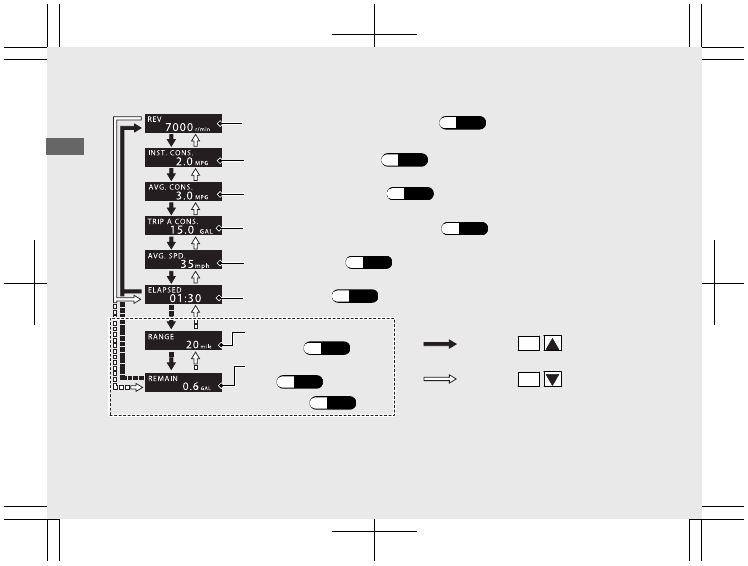 REV
7000 r/min
INST. CONS.
2.0 MPG
AVG. CONS.
3.0 MPG
TRIP A CONS.
15.0 GAL
AVG. SPD
35 mph
ELAPSED
01:30
RANGE
20 mile
REMAIN
0.6 GAL